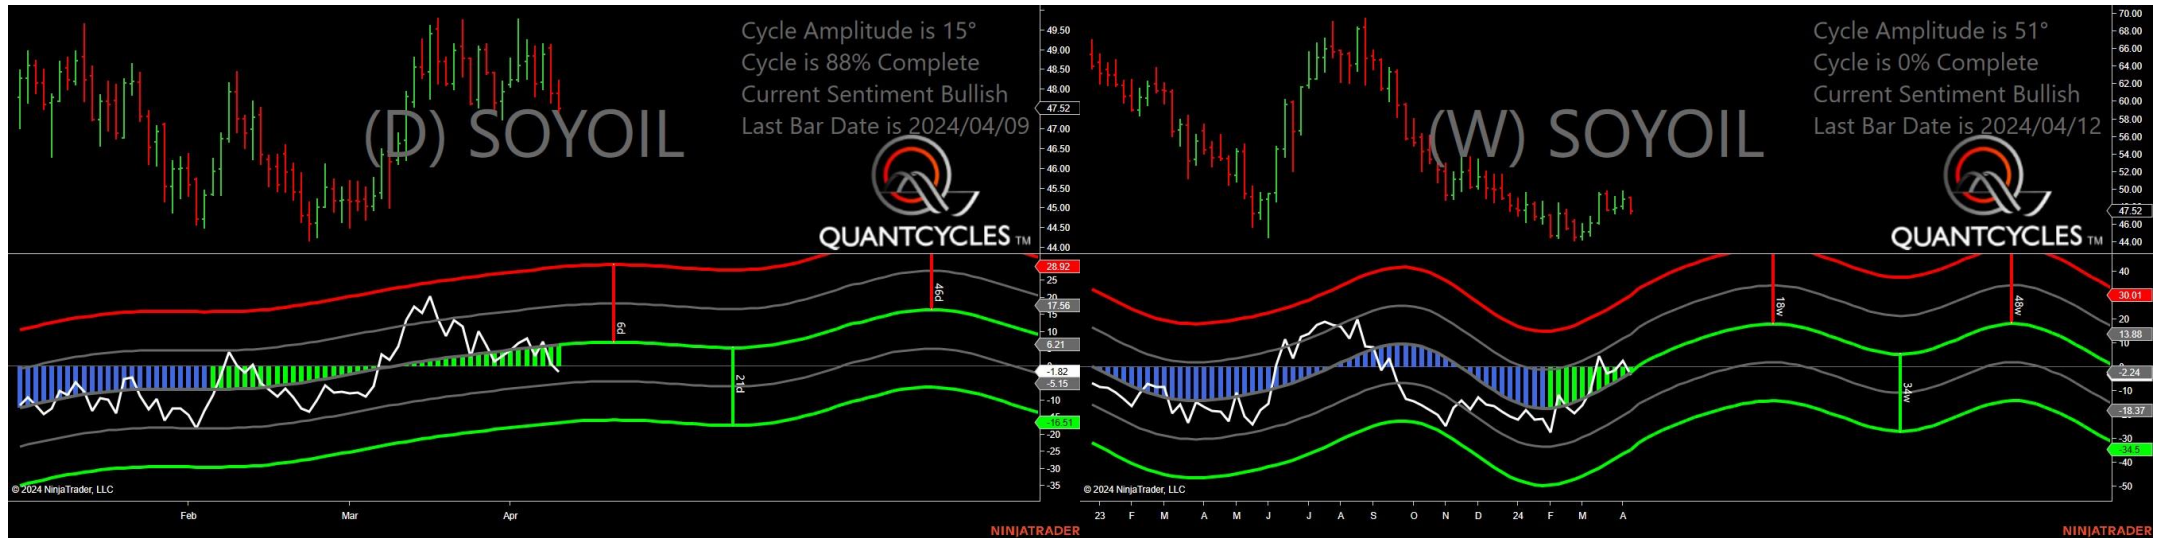 Cycle Amplitude is 15°
Cycle is 88% Complete
Current Sentiment Bullish
Last Bar Date is 2024/04/09
(D) SOYOIL
QUANTCYCLES TM
49.50
49.00
48.50
48.00
47.52
47.00
46.50
46.00
45.50
45.00
44.50
44.00
28.92
25
20
17.56
15
10
6.21
-1.82
-5.15
-10
-16.51
-20
-25
-30
-35
6d
21d
46d
© 2024 NinjaTrader, LLC
Feb Mar Apr
NINJATRADER
Cycle Amplitude is 51°
Cycle is 0% Complete
Current Sentiment Bullish
Last Bar Date is 2024/04/12
(W) SOYOIL
QUANTCYCLES TM
70.00
68.00
66.00
64.00
62.00
60.00
58.00
56.00
54.00
52.00
50.00
47.52
46.00
44.00
40
30.01
20
13.88
10
-2.24
-10
-18.37
-30
-34.5
-40
-50
18w
34w
48w
© 2024 NinjaTrader, LLC
23 F M A M J J A S O N D 24 F M A
NINJATRADER